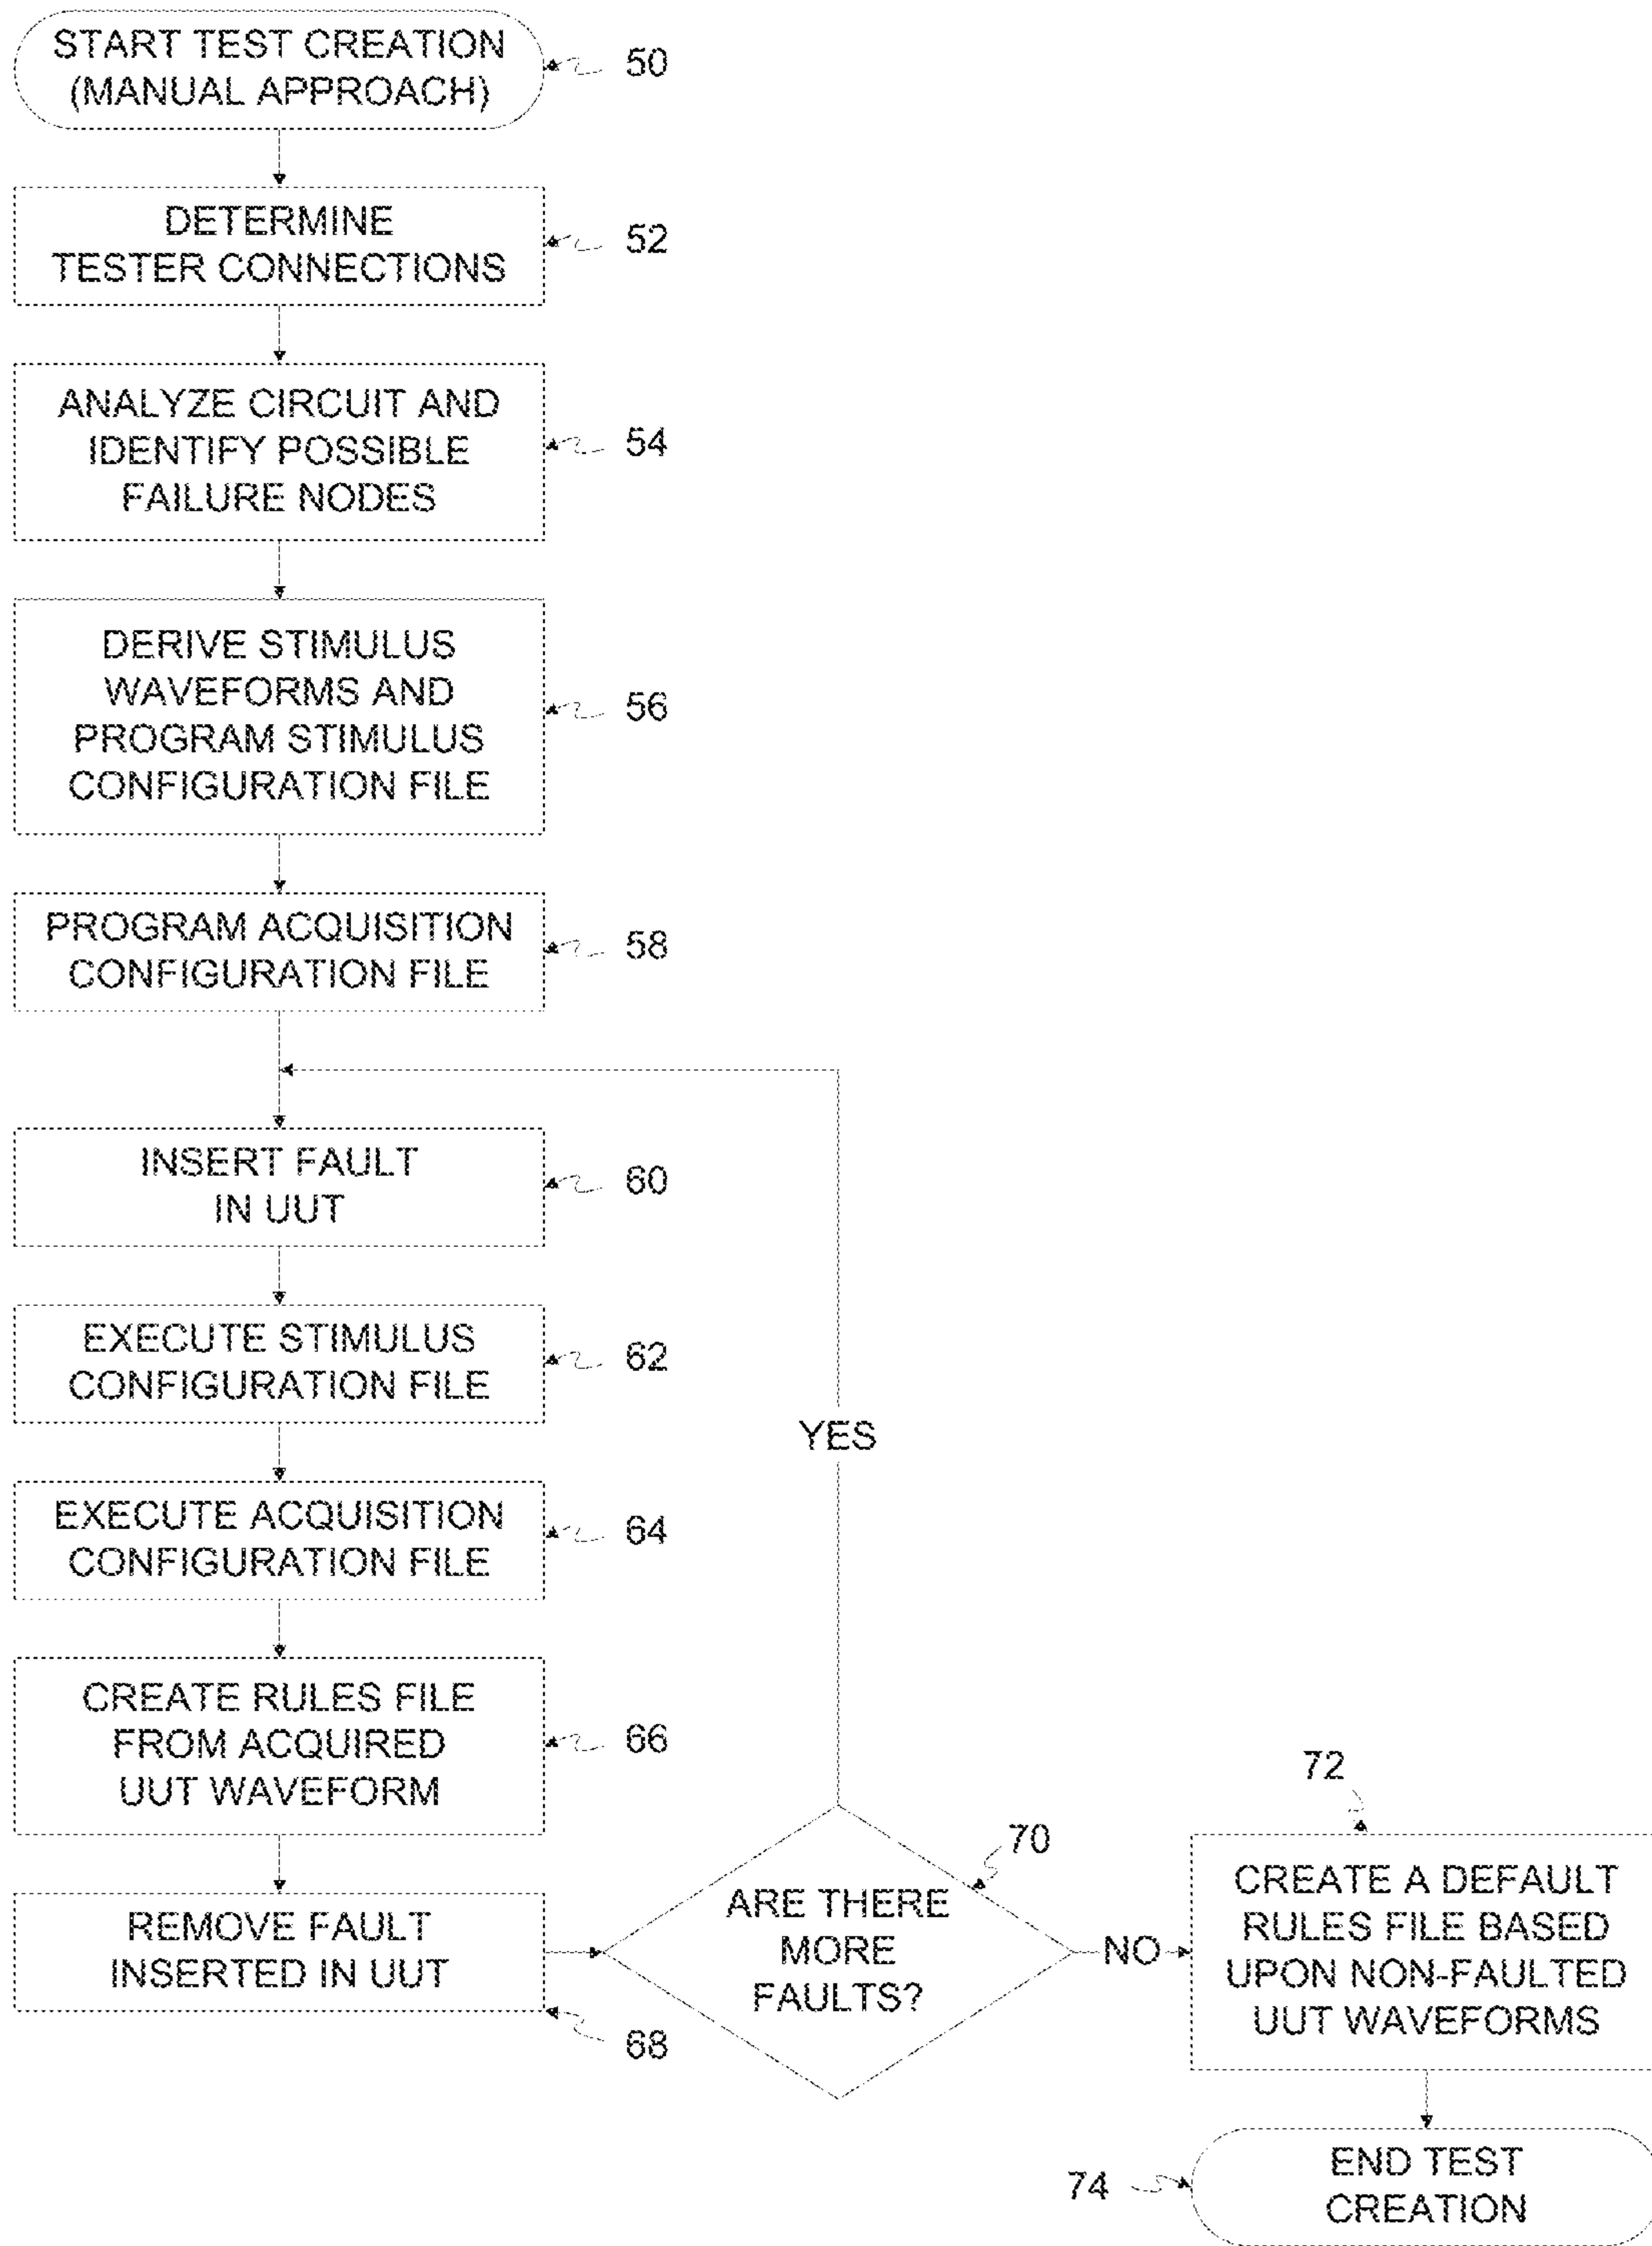 START TEST CREATION
(MANUAL APPROACH)
50
DETERMINE
TESTER CONNECTIONS
52
ANALYZE CIRCUIT AND
IDENTIFY POSSIBLE
FAILURE NODES
54
DERIVE STIMULUS
WAVEFORMS AND
PROGRAM STIMULUS
CONFIGURATION FILE
56
PROGRAM ACQUISITION
CONFIGURATION FILE
58
INSERT FAULT
IN UUT
60
EXECUTE STIMULUS
CONFIGURATION FILE
62
YES
EXECUTE ACQUISITION
CONFIGURATION FILE
64
CREATE RULES FILE
FROM ACQUIRED
UUT WAVEFORM
66
REMOVE FAULT
INSERTED IN UUT
68
ARE THERE
MORE
FAULTS?
70
NO
72
CREATE A DEFAULT
RULES FILE BASED
UPON NON-FAULTED
UUT WAVEFORMS
74
END TEST
CREATION